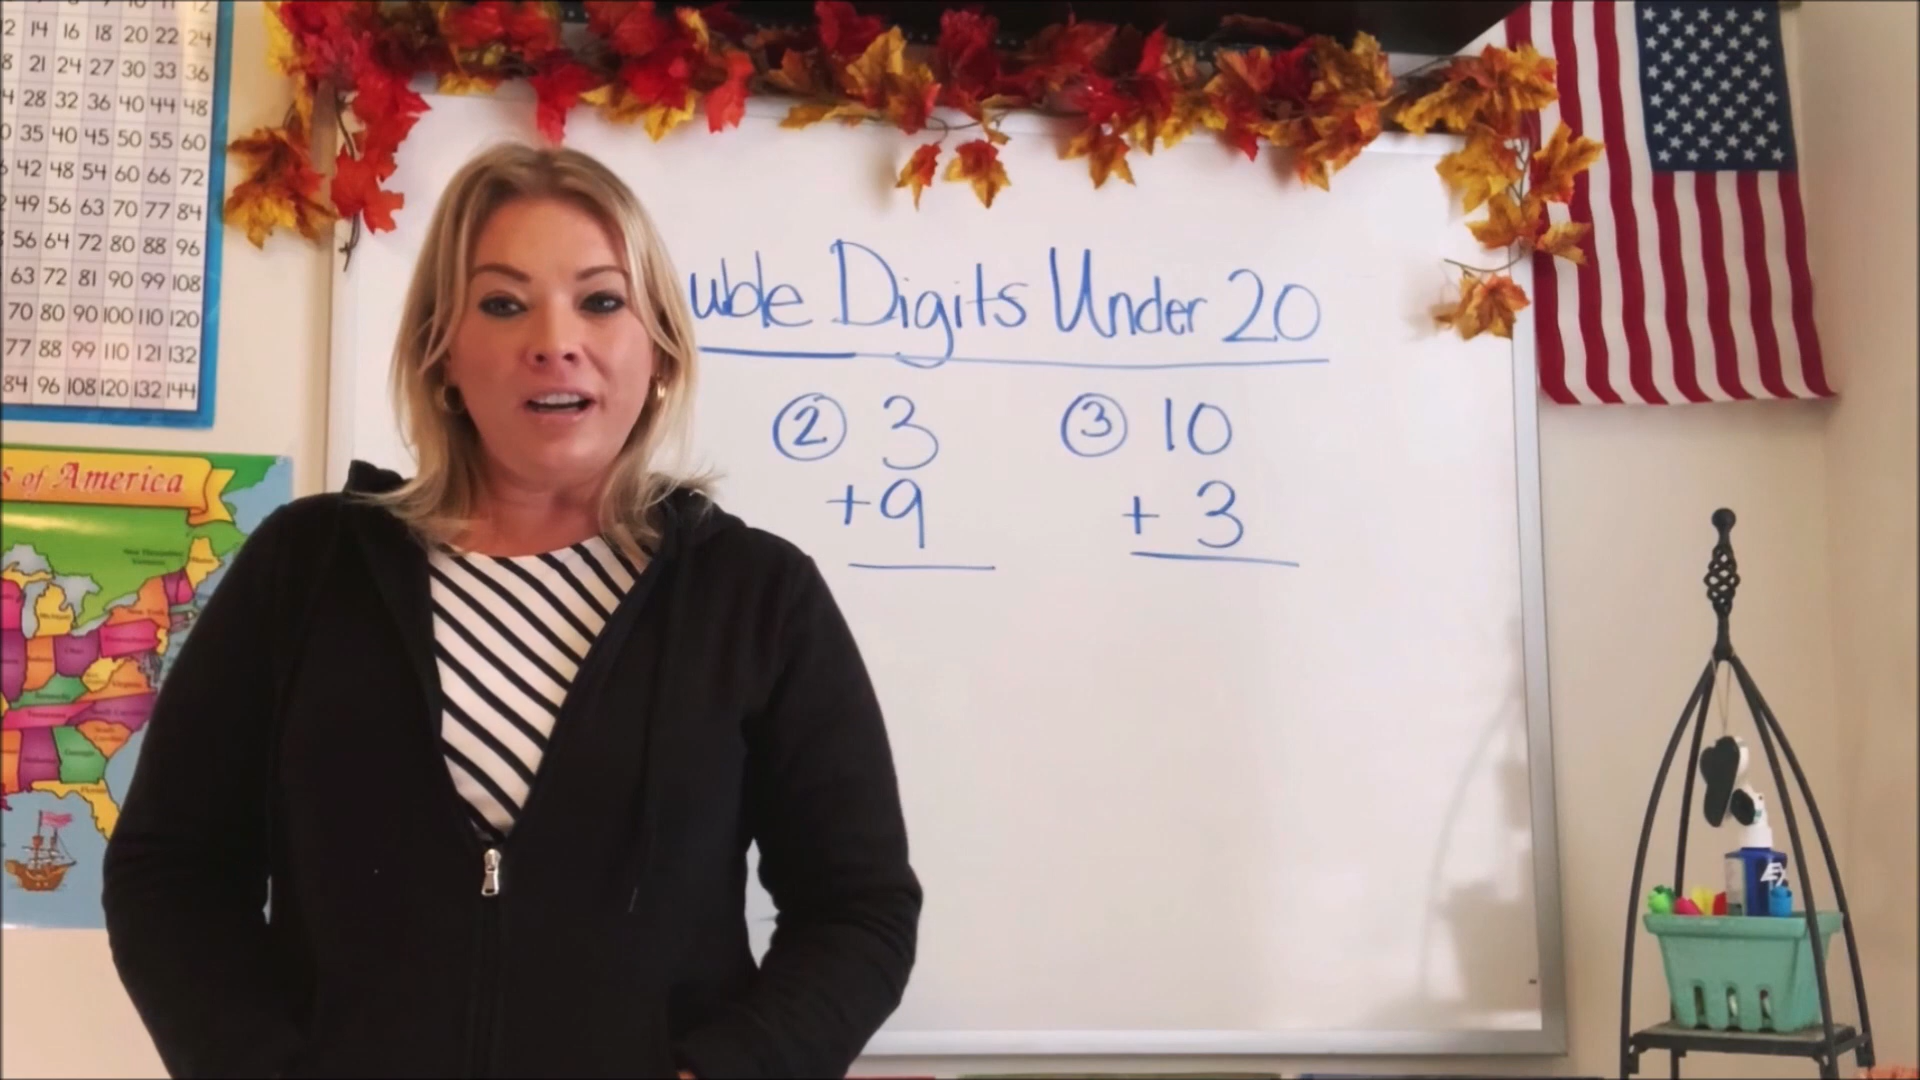 12
2 14 16 18 20 22 24
8 21 24 27 30 33 36
4 28 32 36 40 44 48
0 35 40 45 50 55 60
42 48 54 60 66 72
49 56 63 70 77 84
56 64 72 80 88 96
63 72 81 90 99 108
70 80 90 100 110 120
77 88 99 110 121 132
84 96 108 120 132 144
s of America
uble Digits Under 20
2 3
+9
3 10
+ 3